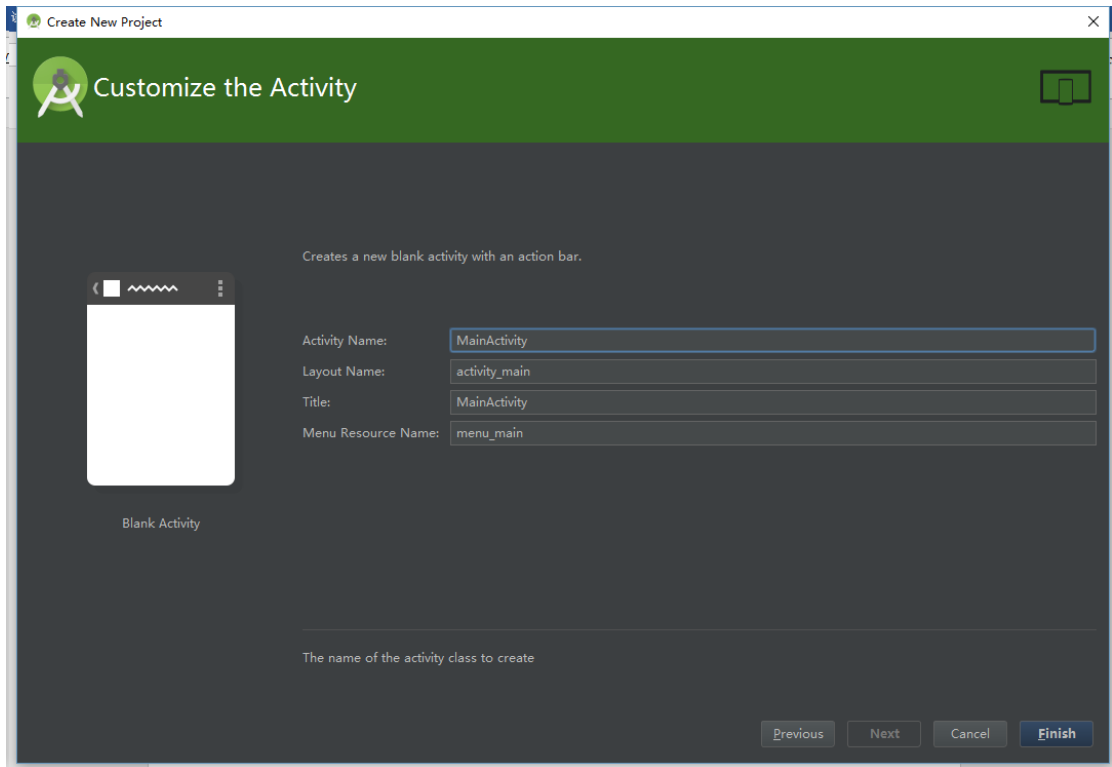 Create New Project
Customize the Activity
Creates a new blank activity with an action bar.
Activity Name: MainActivity
Layout Name: activity_main
Title: MainActivity
Menu Resource Name: menu_main
Blank Activity
The name of the activity class to create
Previous Next Cancel Finish